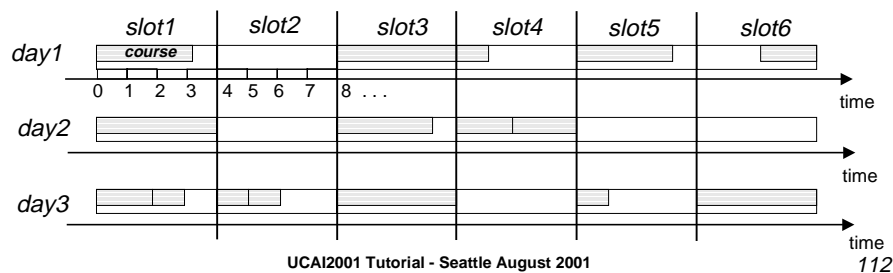 slot1 slot2 slot3 slot4 slot5 slot6
day1
course
0 1 2 3 4 5 6 7 8 . . .
time
day2
time
day3
time
UCAI2001 Tutorial - Seattle August 2001
112